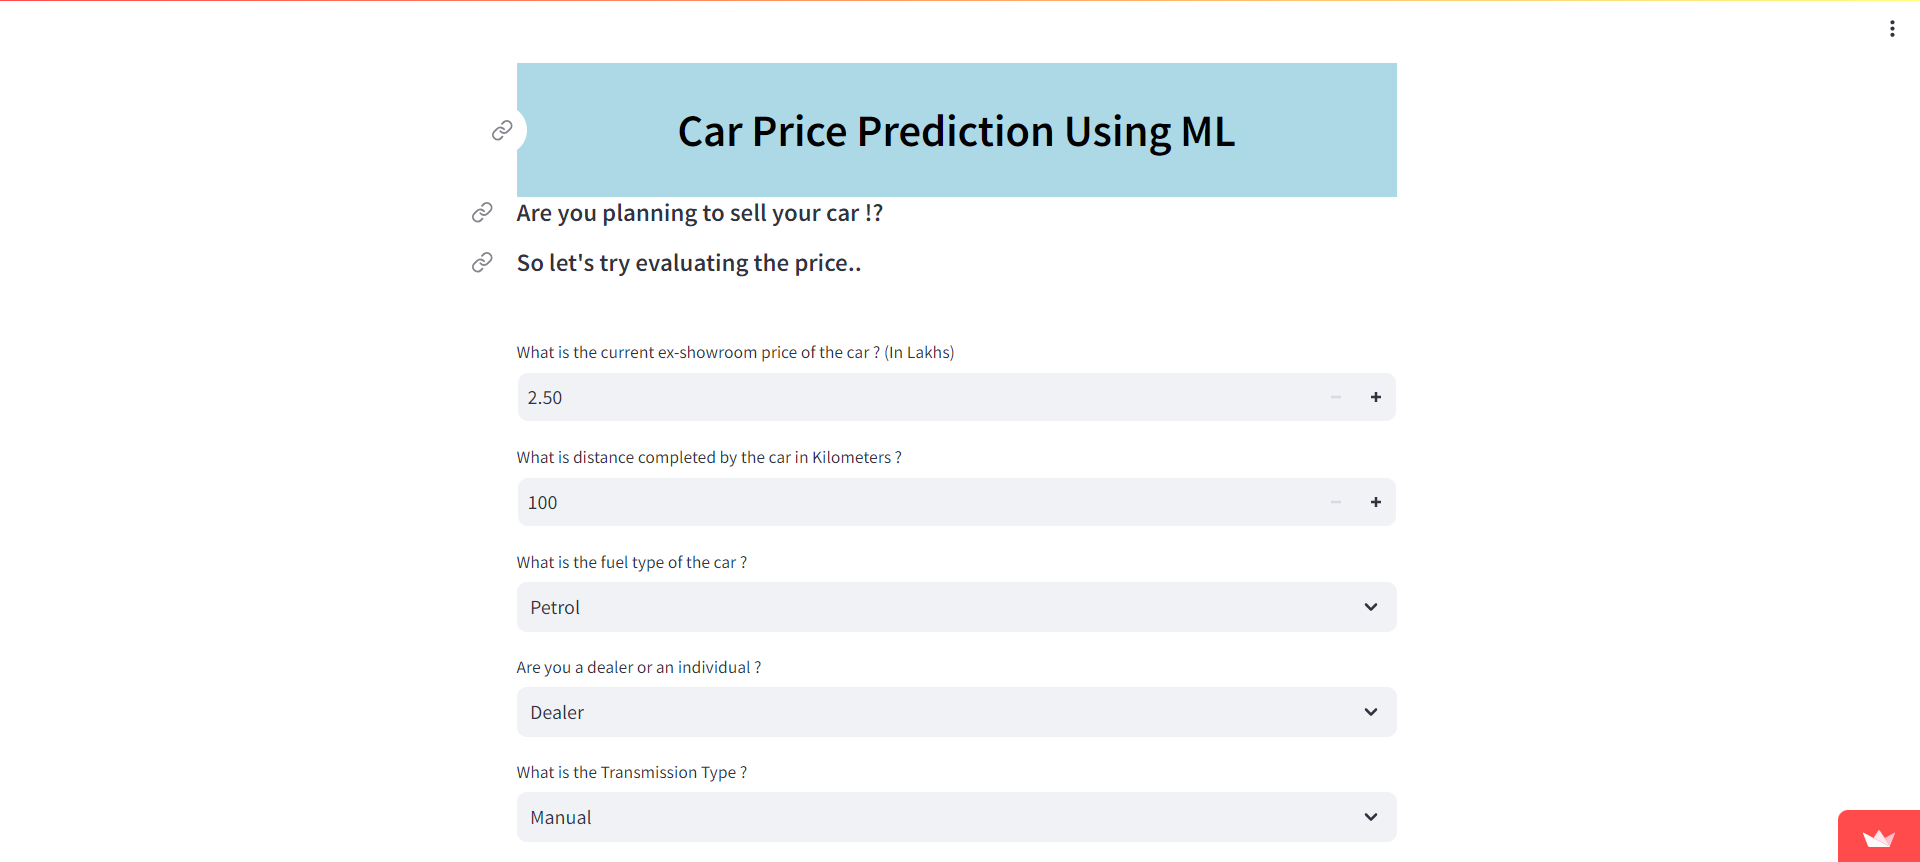 Car Price Prediction Using ML
Are you planning to sell your car !?
So let's try evaluating the price..
What is the current ex-showroom price of the car ? (In Lakhs)
2.50
What is distance completed by the car in Kilometers ?
100
What is the fuel type of the car ?
Petrol
Are you a dealer or an individual ?
Dealer
What is the Transmission Type ?
Manual